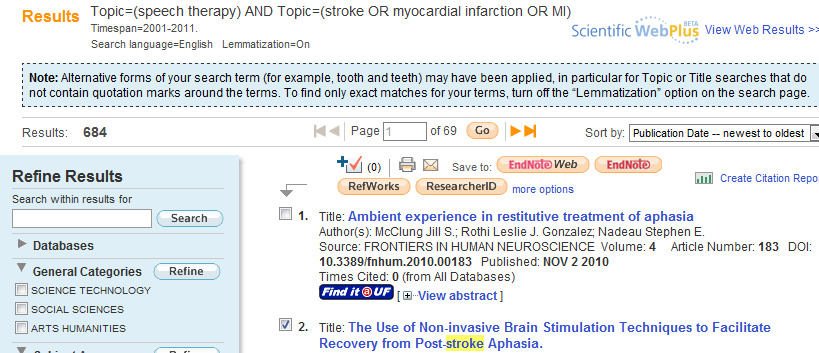 Results
Topic=(speech therapy) AND Topic=(stroke OR myocardial infarction OR MI)
Timespan=2001-2011.
Search language=English Lemmatization=On
Scientific WebPlus BETA
View Web Results >>
Note: Alternative forms of your search term (for example, tooth and teeth) may have been applied, in particular for Topic or Title searches that do
not contain quotation marks around the terms. To find only exact matches for your terms, turn off the "Lemmatization" option on the search page.
Results: 684
Page 1 of 69 Go
Sort by: Publication Date -- newest to oldest
Refine Results
Search within results for
Search
Databases
General Categories Refine
SCIENCE TECHNOLOGY
SOCIAL SCIENCES
ARTS HUMANITIES
Refine
(0) Save to: EndNote Web EndNote
RefWorks ResearcherID more options
Create Citation Repo
1. Title: Ambient experience in restitutive treatment of aphasia
Author(s): McClung Jill S.; Rothi Leslie J. Gonzalez; Nadeau Stephen E.
Source: FRONTIERS IN HUMAN NEUROSCIENCE Volume: 4 Article Number: 183 DOI:
10.3389/fnhum.2010.00183 Published: NOV 2 2010
Times Cited: 0 (from All Databases)
Find it @ UF [ View abstract ]
2. Title: The Use of Non-invasive Brain Stimulation Techniques to Facilitate
Recovery from Post-stroke Aphasia.